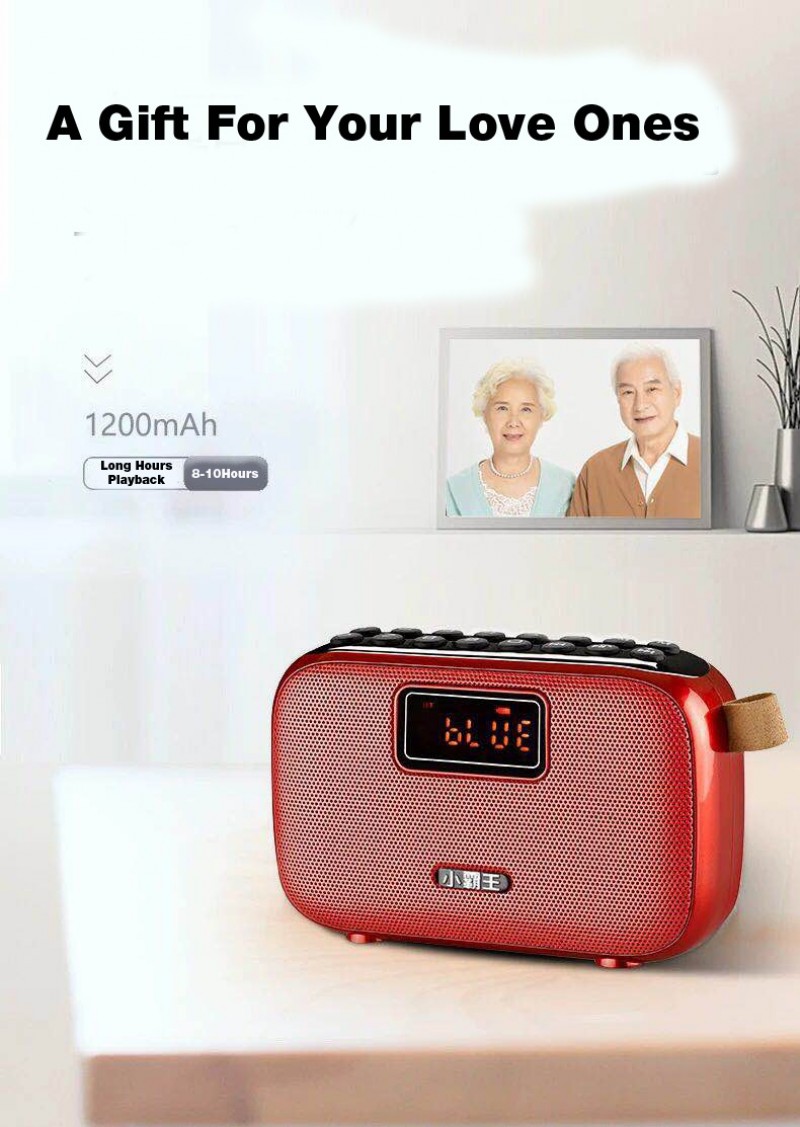 A Gift For Your Love Ones
1200mAh
Long Hours
Playback
8-10Hours
bLUE
小霸王